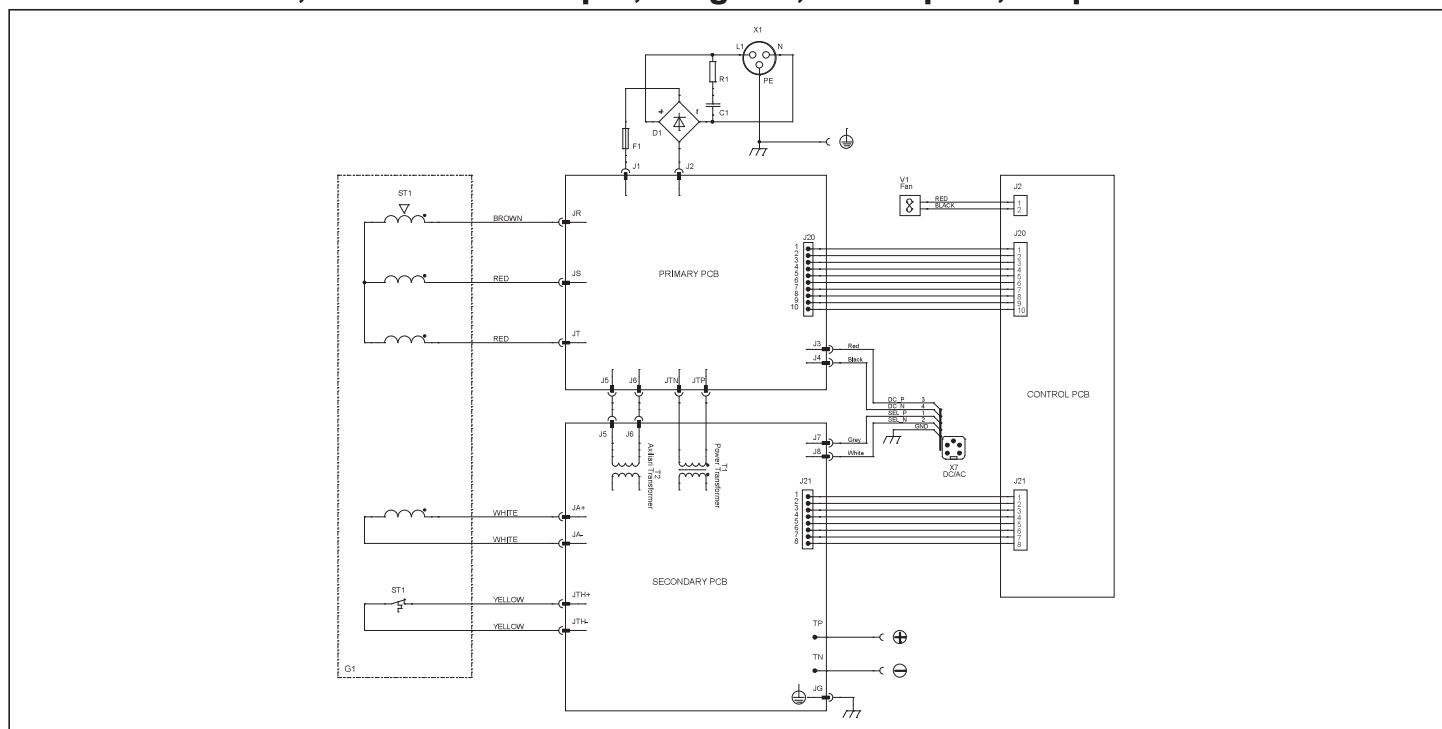 X1
L1
N
R1
PE
C1
D1
F1
J1
J2
V1
Fan
RED
BLACK
J2
1
2
ST1
BROWN
JR
J20
1
2
3
4
5
6
7
8
9
10
J20
1
2
3
4
5
6
7
8
9
10
PRIMARY PCB
RED
JS
RED
JT
J3
Red
J4
Black
J5
J6
JTN
JTP
CONTROL PCB
DC_P 3
DC_N 4
SEL_P 1
SEL_N 2
GND
X7
DC/AC
J5
J6
J7
Grey
J8
White
T2
Axiliari Transformer
T1
Power Transformer
J21
1
2
3
4
5
6
7
8
J21
1
2
3
4
5
6
7
8
WHITE
JA+
WHITE
JA-
SECONDARY PCB
ST1
YELLOW
JTH+
YELLOW
JTH-
TP
TN
JG
G1